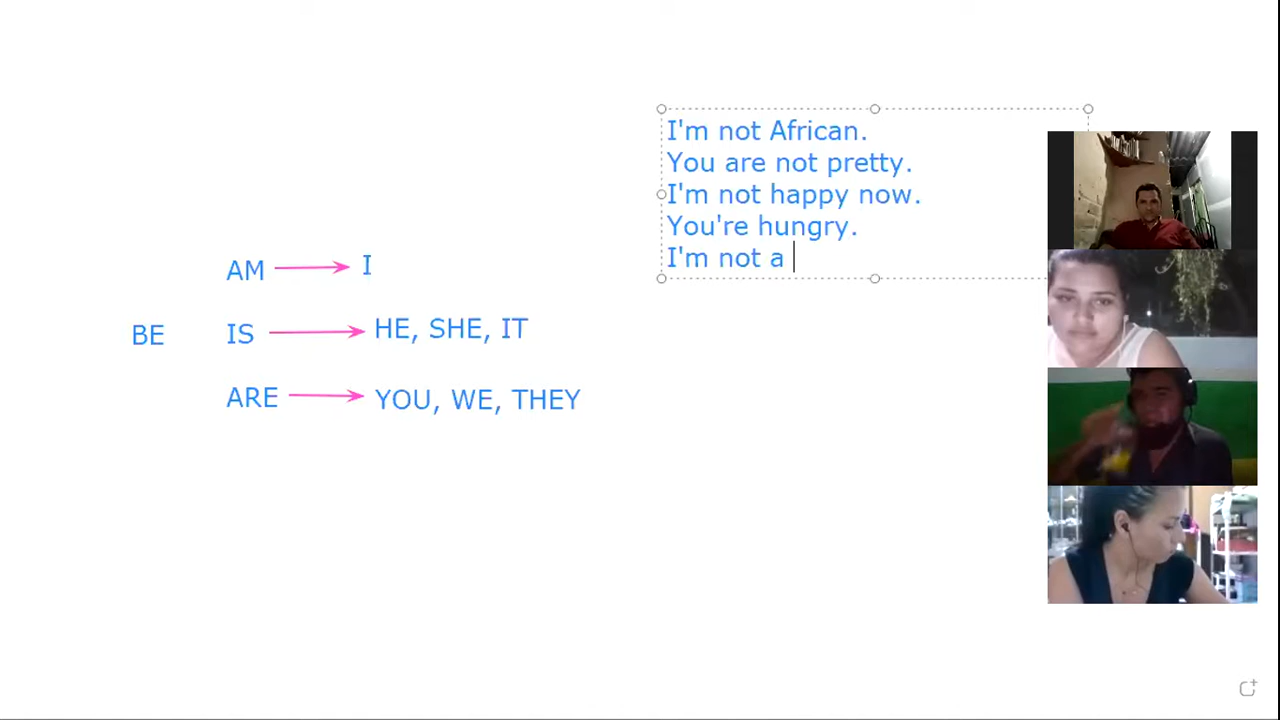 I'm not African.
You are not pretty.
I'm not happy now.
You're hungry.
I'm not a
AM I
BE IS HE, SHE, IT
ARE YOU, WE, THEY